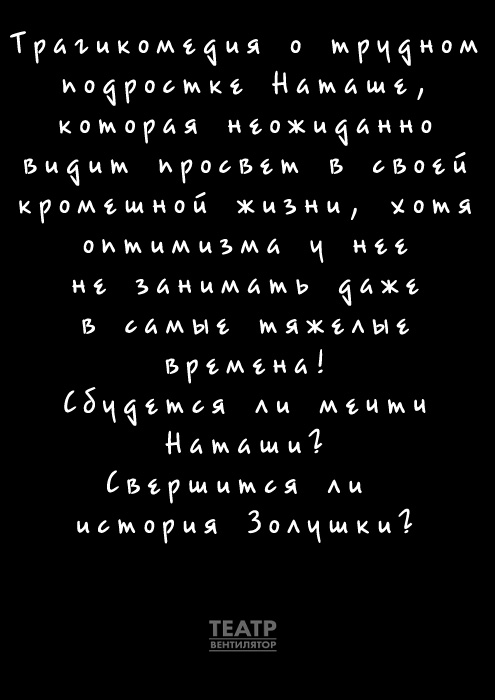 Трагикомедия о трудном
подростке Наташе,
которая неожиданно
видит просвет в своей
кромешной жизни, хотя
оптимизма у нее
не занимать даже
в самые тяжелые
времена!
Сбудется ли мечти
Наташи?
Свершится ли
история Золушки?
ТЕАТР
ВЕНТИЛЯТОР